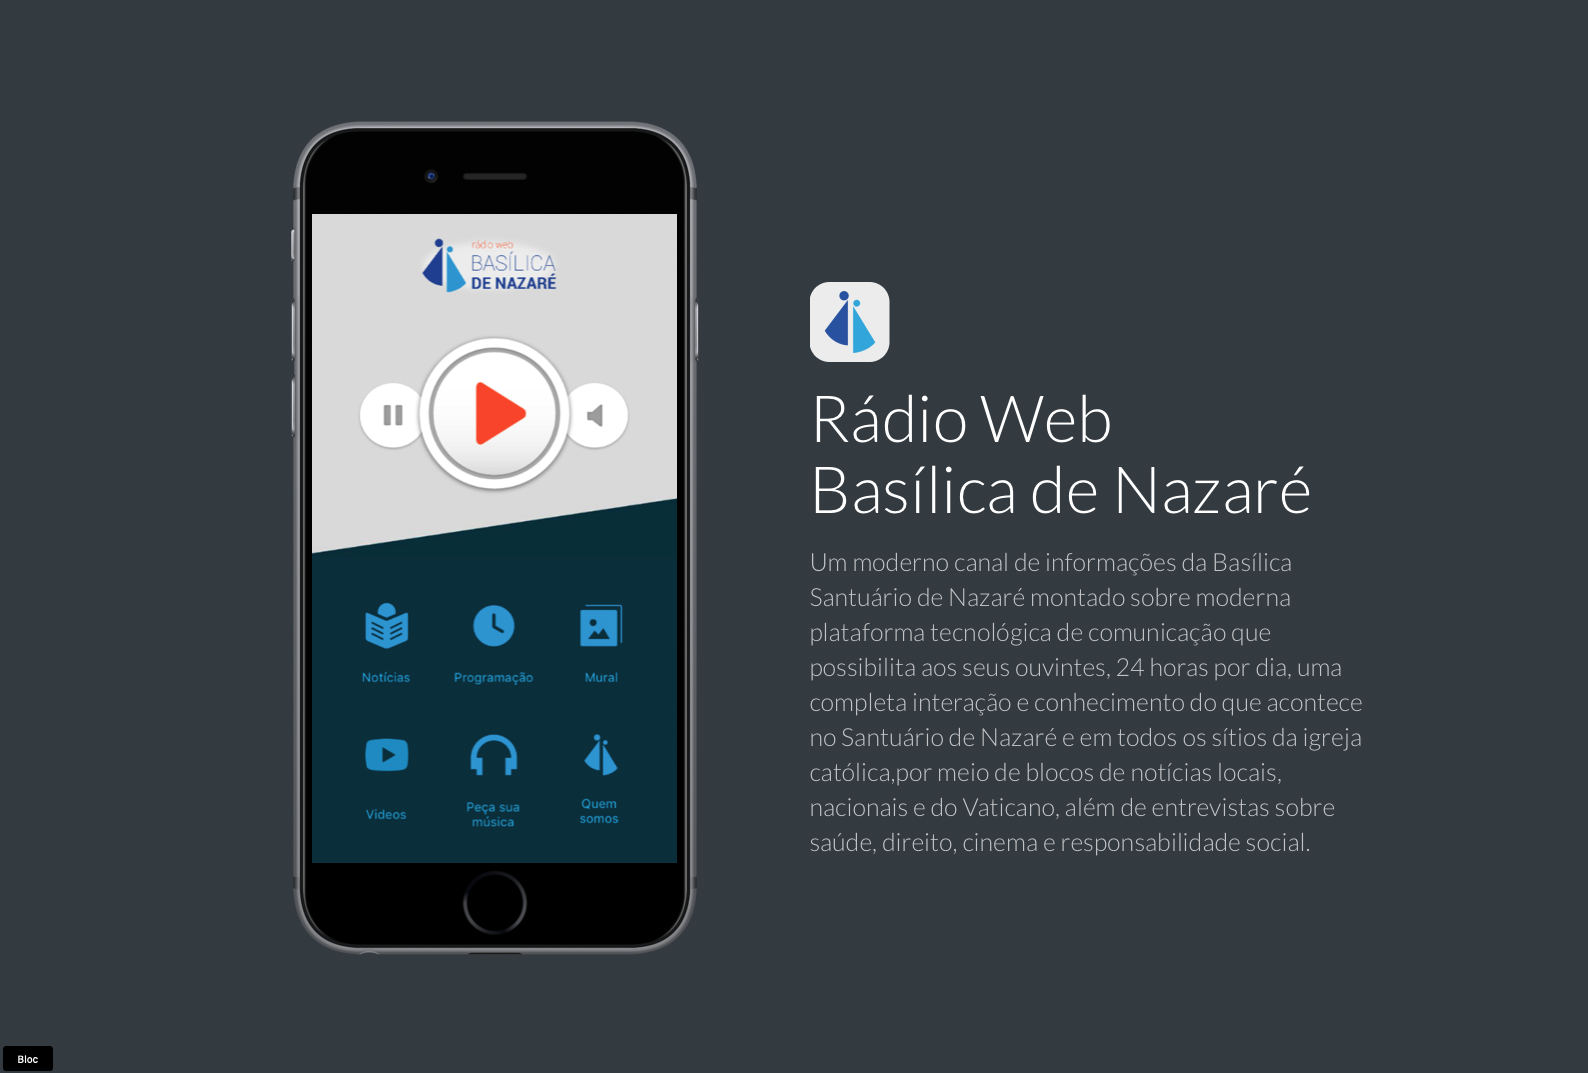 rádio web
BASÍLICA
DE NAZARÉ
Notícias
Programação
Mural
Videos
Peça sua
música
Quem
somos
Rádio Web
Basílica de Nazaré
Um moderno canal de informações da Basílica
Santuário de Nazaré montado sobre moderna
plataforma tecnológica de comunicação que
possibilita aos seus ouvintes, 24 horas por dia, uma
completa interação e conhecimento do que acontece
no Santuário de Nazaré e em todos os sítios da igreja
católica,por meio de blocos de notícias locais,
nacionais e do Vaticano, além de entrevistas sobre
saúde, direito, cinema e responsabilidade social.
Bloc